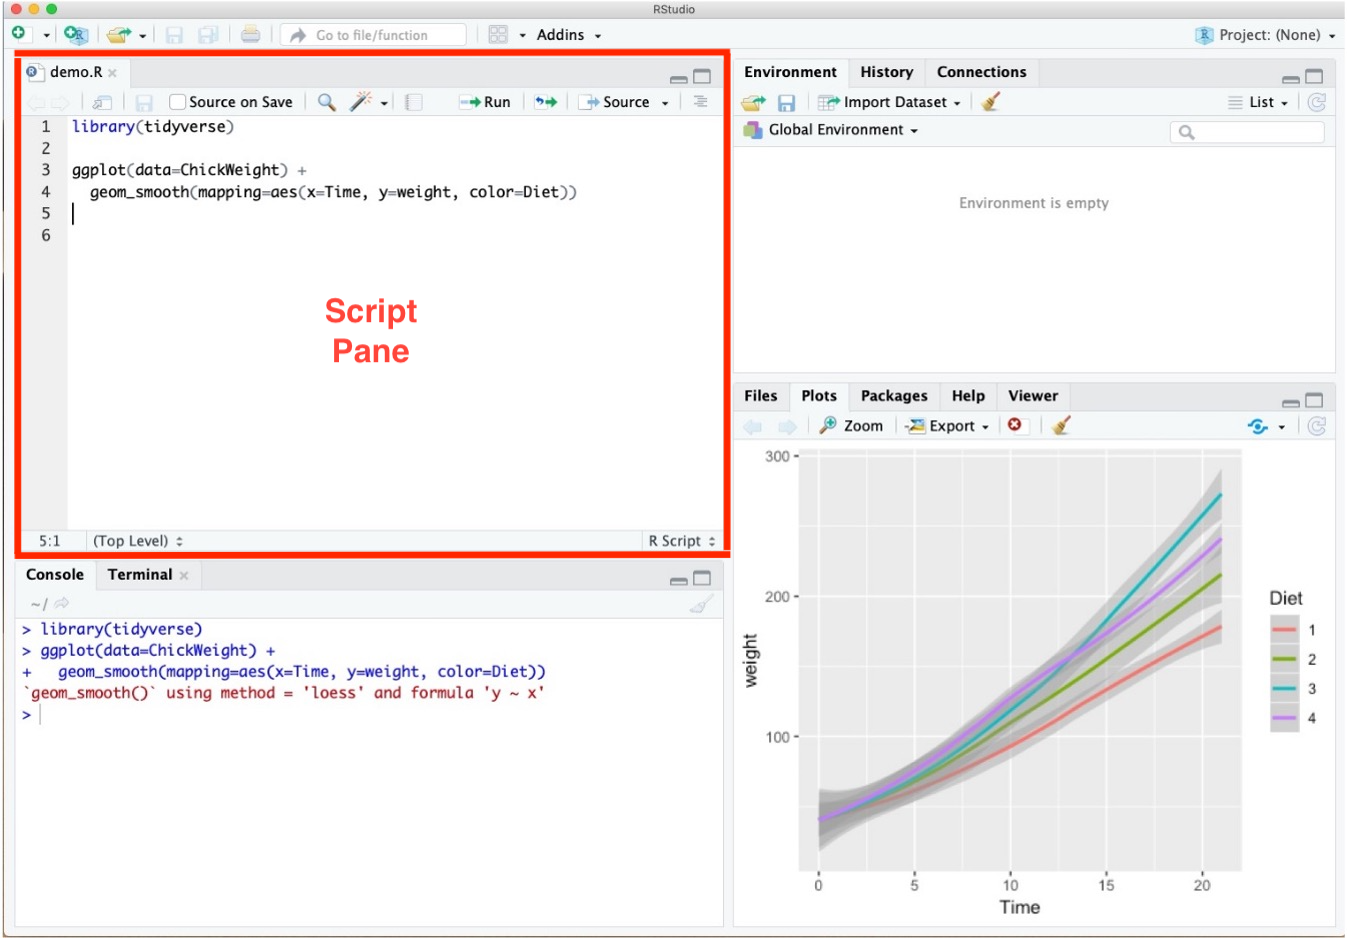 RStudio
Go to file/function
Addins
Project: (None)
demo.R
Source on Save
Run
Source
1 library(tidyverse)
2
3 ggplot(data=ChickWeight) +
4   geom_smooth(mapping=aes(x=Time, y=weight, color=Diet))
5
6
Script
Pane
5:1 (Top Level) R Script
Console Terminal
~/
> library(tidyverse)
> ggplot(data=ChickWeight) +
+   geom_smooth(mapping=aes(x=Time, y=weight, color=Diet))
`geom_smooth()` using method = 'loess' and formula 'y ~ x'
>
Environment History Connections
Import Dataset List
Global Environment
Environment is empty
Files Plots Packages Help Viewer
Zoom Export
300
200
100
weight
0 5 10 15 20
Time
Diet
1
2
3
4